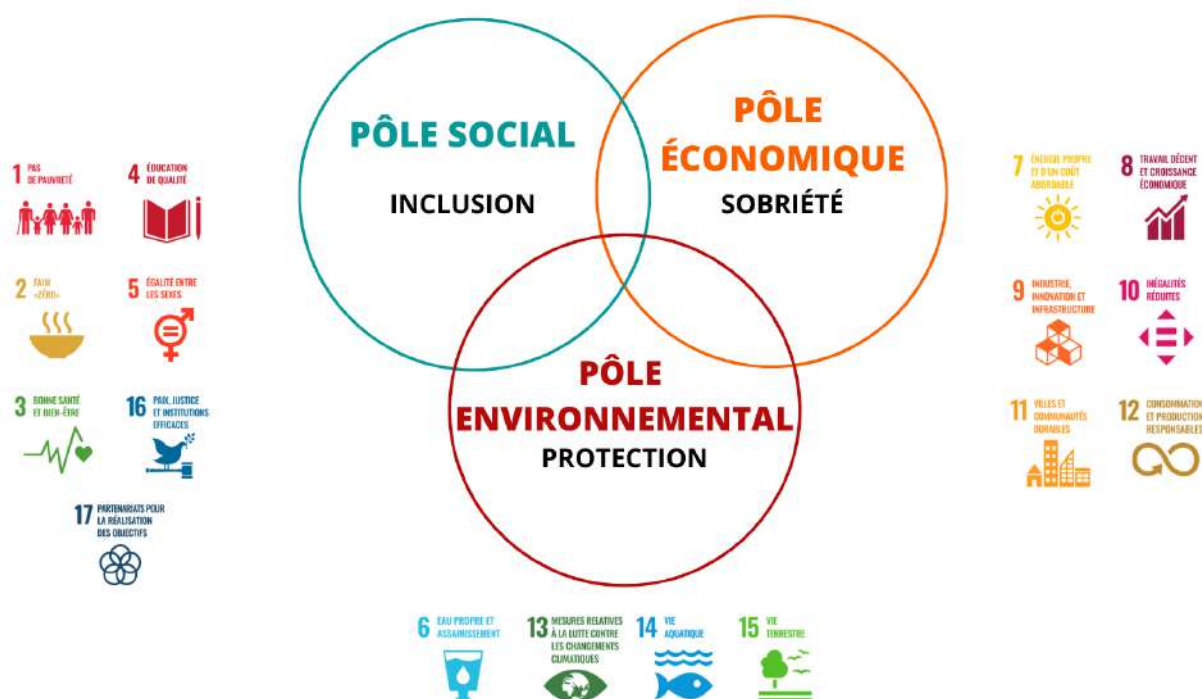 PÔLE SOCIAL
INCLUSION
PÔLE
ÉCONOMIQUE
SOBRIÉTÉ
PÔLE
ENVIRONNEMENTAL
PROTECTION
1 PAS
DE PAUVRETÉ
4 ÉDUCATION
DE QUALITÉ
2 FAIM
«ZÉRO»
5 ÉGALITÉ ENTRE
LES SEXES
3 BONNE SANTÉ
ET BIEN-ÊTRE
16 PAIX, JUSTICE
ET INSTITUTIONS
EFFICACES
17 PARTENARIATS POUR
LA RÉALISATION
DES OBJECTIFS
7 ÉNERGIE PROPRE
ET D'UN COÛT
ABORDABLE
8 TRAVAIL DÉCENT
ET CROISSANCE
ÉCONOMIQUE
9 INDUSTRIE,
INNOVATION ET
INFRASTRUCTURE
10 INÉGALITÉS
RÉDUITES
11 VILLES ET
COMMUNAUTÉS
DURABLES
12 CONSOMMATION
ET PRODUCTION
RESPONSABLES
6 EAU PROPRE ET
ASSAINISSEMENT
13 MESURES RELATIVES
À LA LUTTE CONTRE
LES CHANGEMENTS
CLIMATIQUES
14 VIE
AQUATIQUE
15 VIE
TERRESTRE